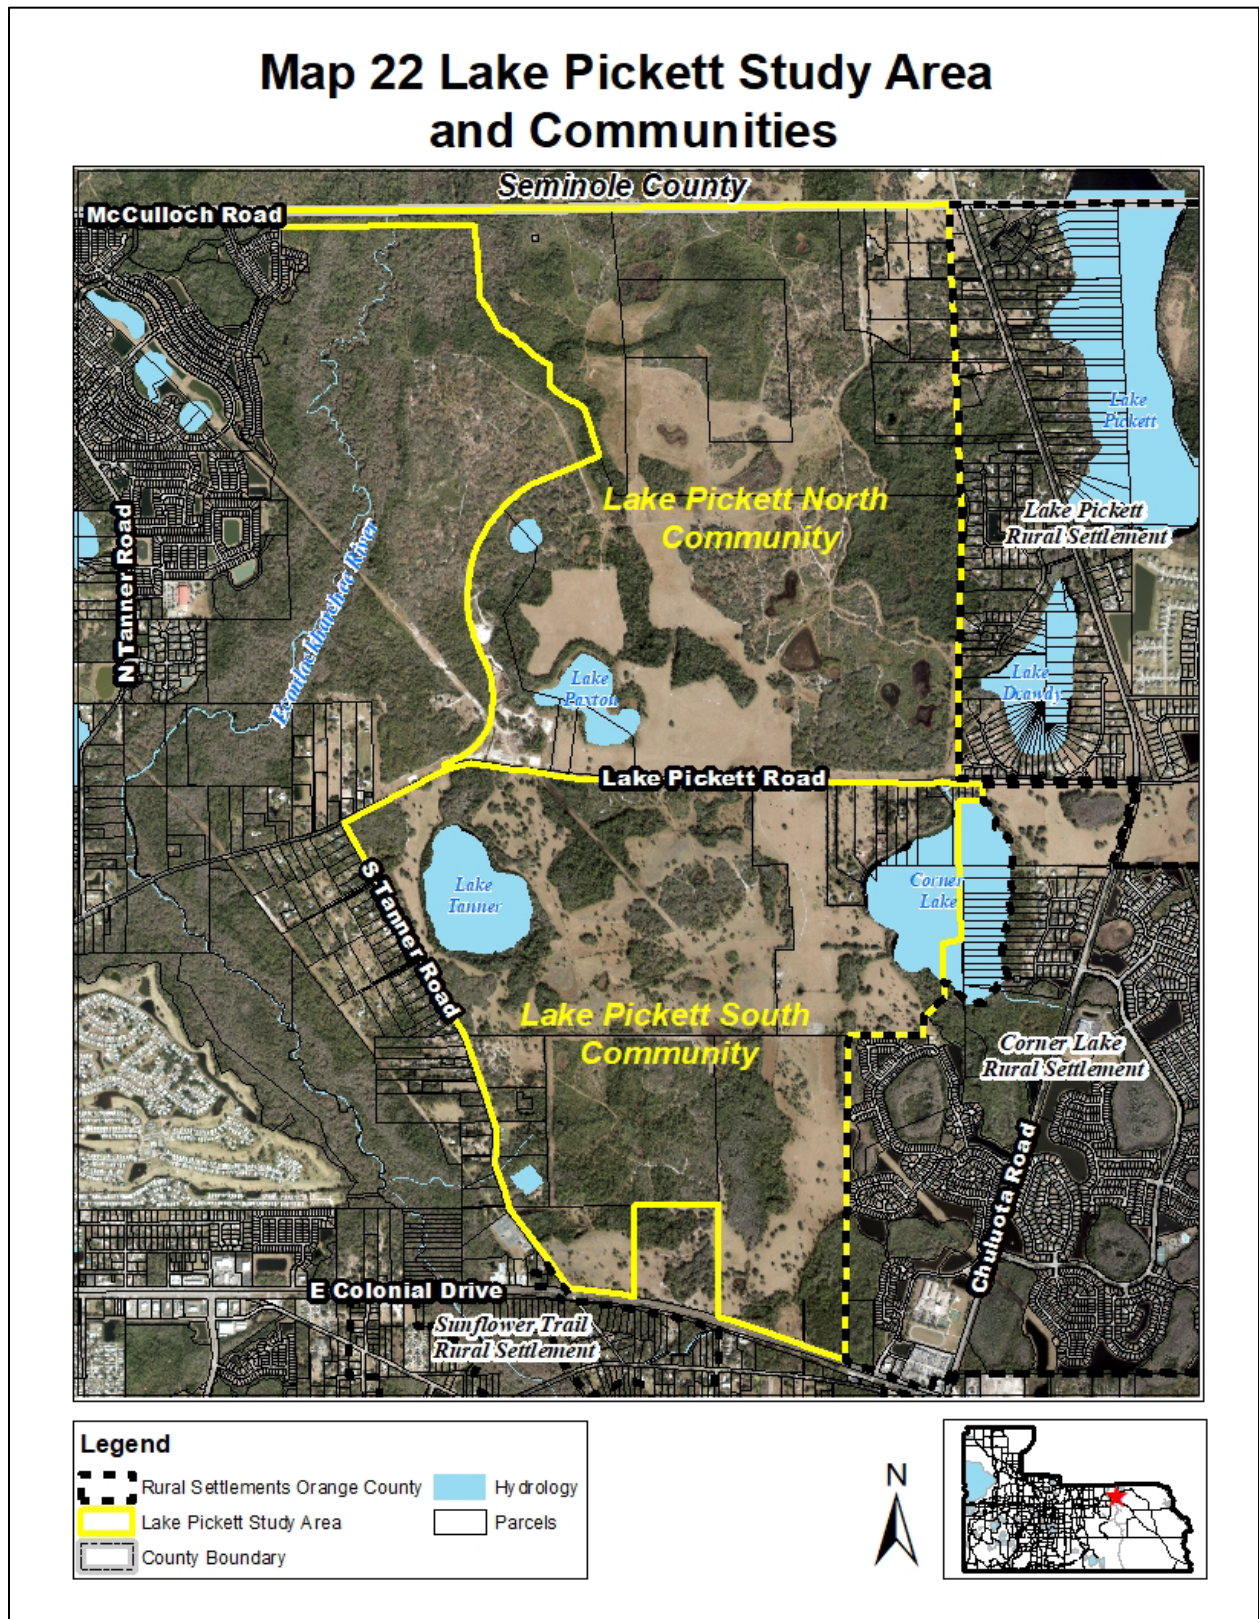 Map 22 Lake Pickett Study Area
and Communities
Seminole County
McCulloch Road
Lake
Pickett
Lake Pickett North
Community
Lake Pickett
Rural Settlement
N Tanner Road
Econlockhatchee River
Lake
Paxton
Lake
Drawdy
Lake Pickett Road
S Tanner Road
Lake
Tanner
Corner
Lake
Lake Pickett South
Community
Corner Lake
Rural Settlement
Chuluota Road
E Colonial Drive
Sunflower Trail
Rural Settlement
Legend
Rural Settlements Orange County
Hydrology
Lake Pickett Study Area
Parcels
County Boundary
N